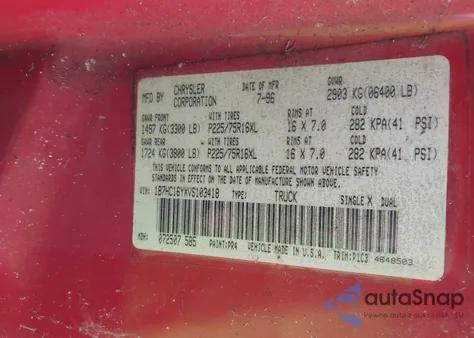 MFD BY CHRYSLER CORPORATION DATE OF MFR 7-96 GVWR 2903 KG(06400 LB)
GAWR FRONT WITH TIRES RIMS AT COLD
1497 KG(3300 LB) P225/75R16XL 16 X 7.0 282 KPA(41 PSI)
GAWR REAR WITH TIRES RIMS AT COLD
1724 KG(3800 LB) P225/75R16XL 16 X 7.0 282 KPA(41 PSI)
THIS VEHICLE CONFORMS TO ALL APPLICABLE FEDERAL MOTOR VEHICLE SAFETY
STANDARDS IN EFFECT ON THE DATE OF MANUFACTURE SHOWN ABOVE.
VIN: 1B7HC16YXVS103418 TYPE: TRUCK SINGLE X DUAL
MDH: 072507 505 PAINT:PR4 VEHICLE MADE IN U.S.A. TRIM:P1C3 4648503
autoSnap
Pewne auto